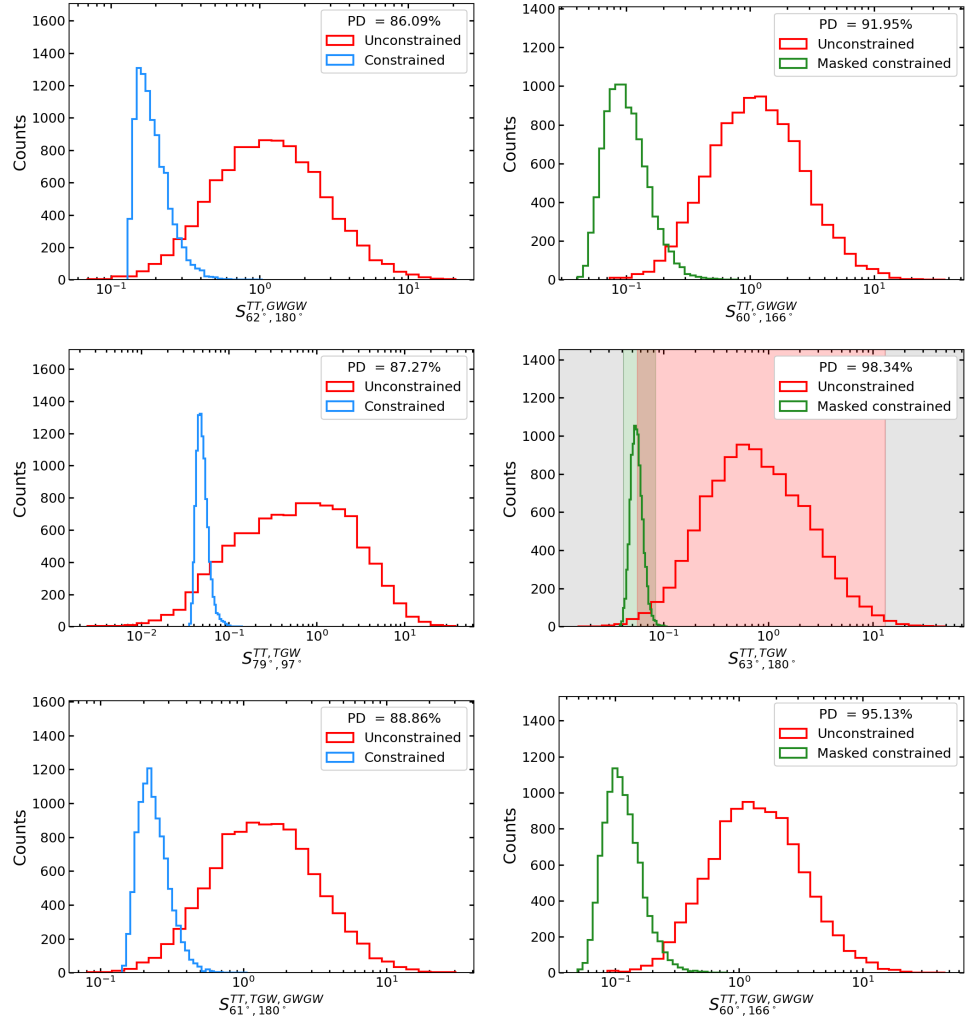 PD = 86.09%
Unconstrained
Constrained
Counts
1600
1400
1200
1000
800
600
400
200
0
10⁻¹ 10⁰ 10¹
S^{TT,GWGW}_{62°,180°}
PD = 91.95%
Unconstrained
Masked constrained
Counts
1400
1200
1000
800
600
400
200
0
10⁻¹ 10⁰ 10¹
S^{TT,GWGW}_{60°,166°}
PD = 87.27%
Unconstrained
Constrained
Counts
1600
1400
1200
1000
800
600
400
200
0
10⁻² 10⁻¹ 10⁰ 10¹
S^{TT,TGW}_{79°,97°}
PD = 98.34%
Unconstrained
Masked constrained
Counts
1400
1200
1000
800
600
400
200
0
10⁻¹ 10⁰ 10¹
S^{TT,TGW}_{63°,180°}
PD = 88.86%
Unconstrained
Constrained
Counts
1600
1400
1200
1000
800
600
400
200
0
10⁻¹ 10⁰ 10¹
S^{TT,TGW,GWGW}_{61°,180°}
PD = 95.13%
Unconstrained
Masked constrained
Counts
1400
1200
1000
800
600
400
200
0
10⁻¹ 10⁰ 10¹
S^{TT,TGW,GWGW}_{60°,166°}